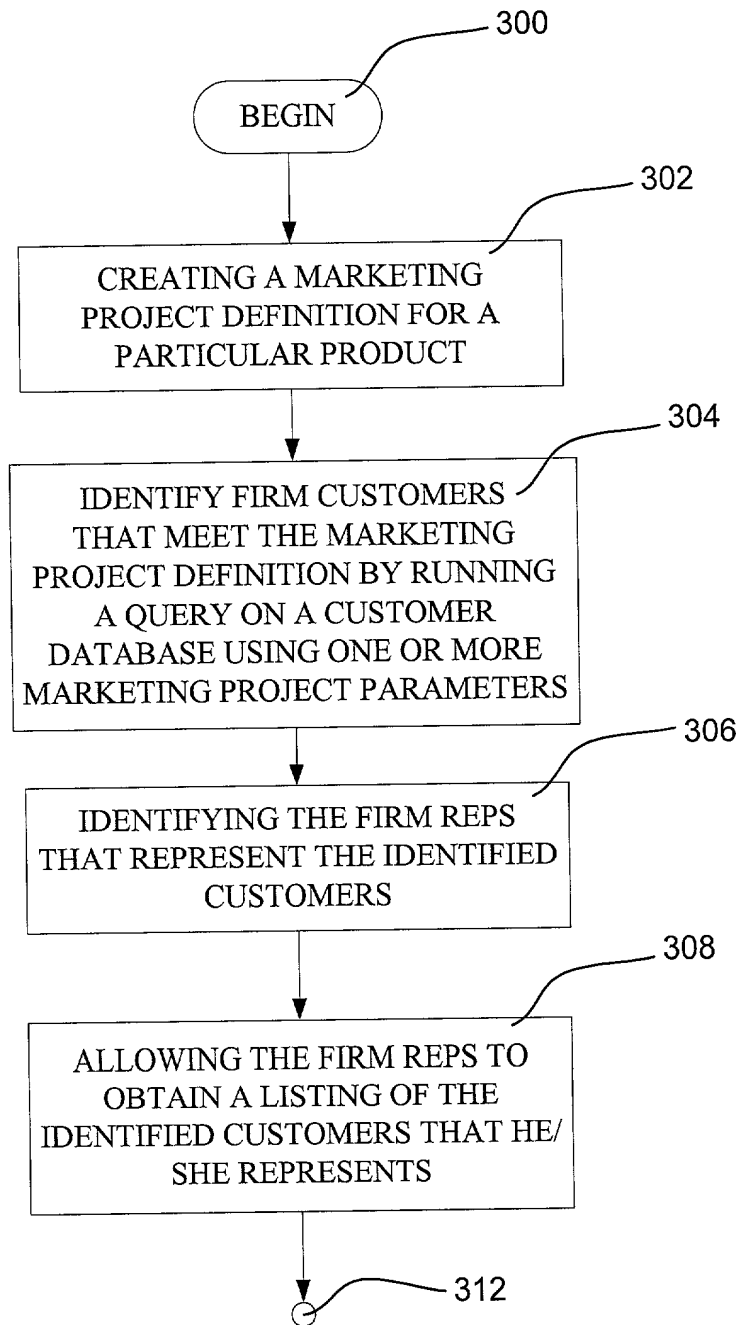 300
BEGIN
302
CREATING A MARKETING
PROJECT DEFINITION FOR A
PARTICULAR PRODUCT
304
IDENTIFY FIRM CUSTOMERS
THAT MEET THE MARKETING
PROJECT DEFINITION BY RUNNING
A QUERY ON A CUSTOMER
DATABASE USING ONE OR MORE
MARKETING PROJECT PARAMETERS
306
IDENTIFYING THE FIRM REPS
THAT REPRESENT THE IDENTIFIED
CUSTOMERS
308
ALLOWING THE FIRM REPS TO
OBTAIN A LISTING OF THE
IDENTIFIED CUSTOMERS THAT HE/
SHE REPRESENTS
312